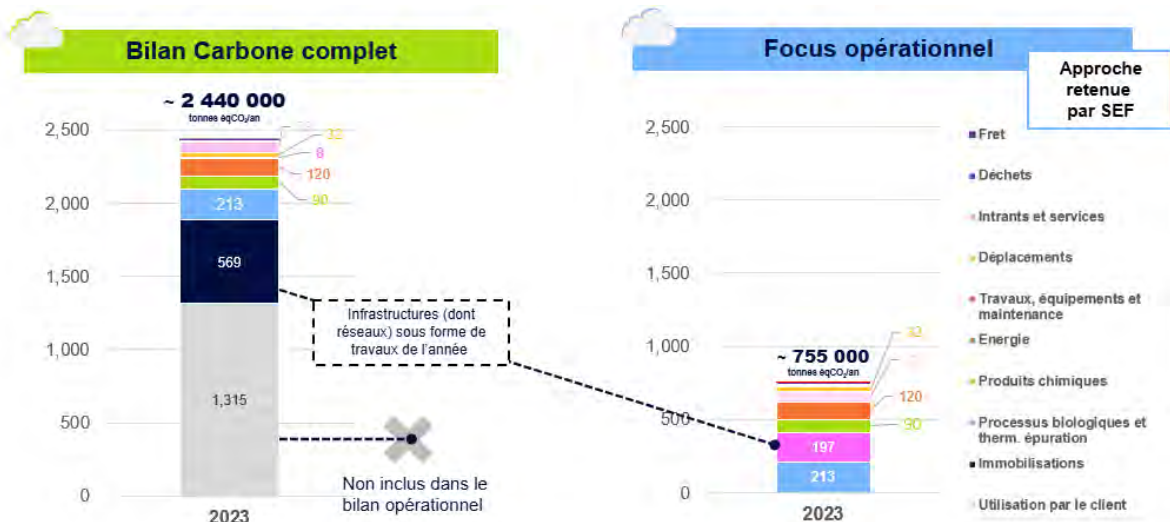 Bilan Carbone complet
~ 2 440 000
tonnes éqCO₂/an
2,500
2,000
1,500
1,000
500
0
32
8
120
90
213
569
1,315
2023
Infrastructures (dont
réseaux) sous forme de
travaux de l'année
Non inclus dans le
bilan opérationnel
Focus opérationnel
Approche
retenue
par SEF
2,500
2,000
1,500
1,000
500
0
~ 755 000
tonnes éqCO₂/an
32
120
90
197
213
2023
Fret
Déchets
Intrants et services
Déplacements
Travaux, équipements et
maintenance
Energie
Produits chimiques
Processus biologiques et
therm. épuration
Immobilisations
Utilisation par le client